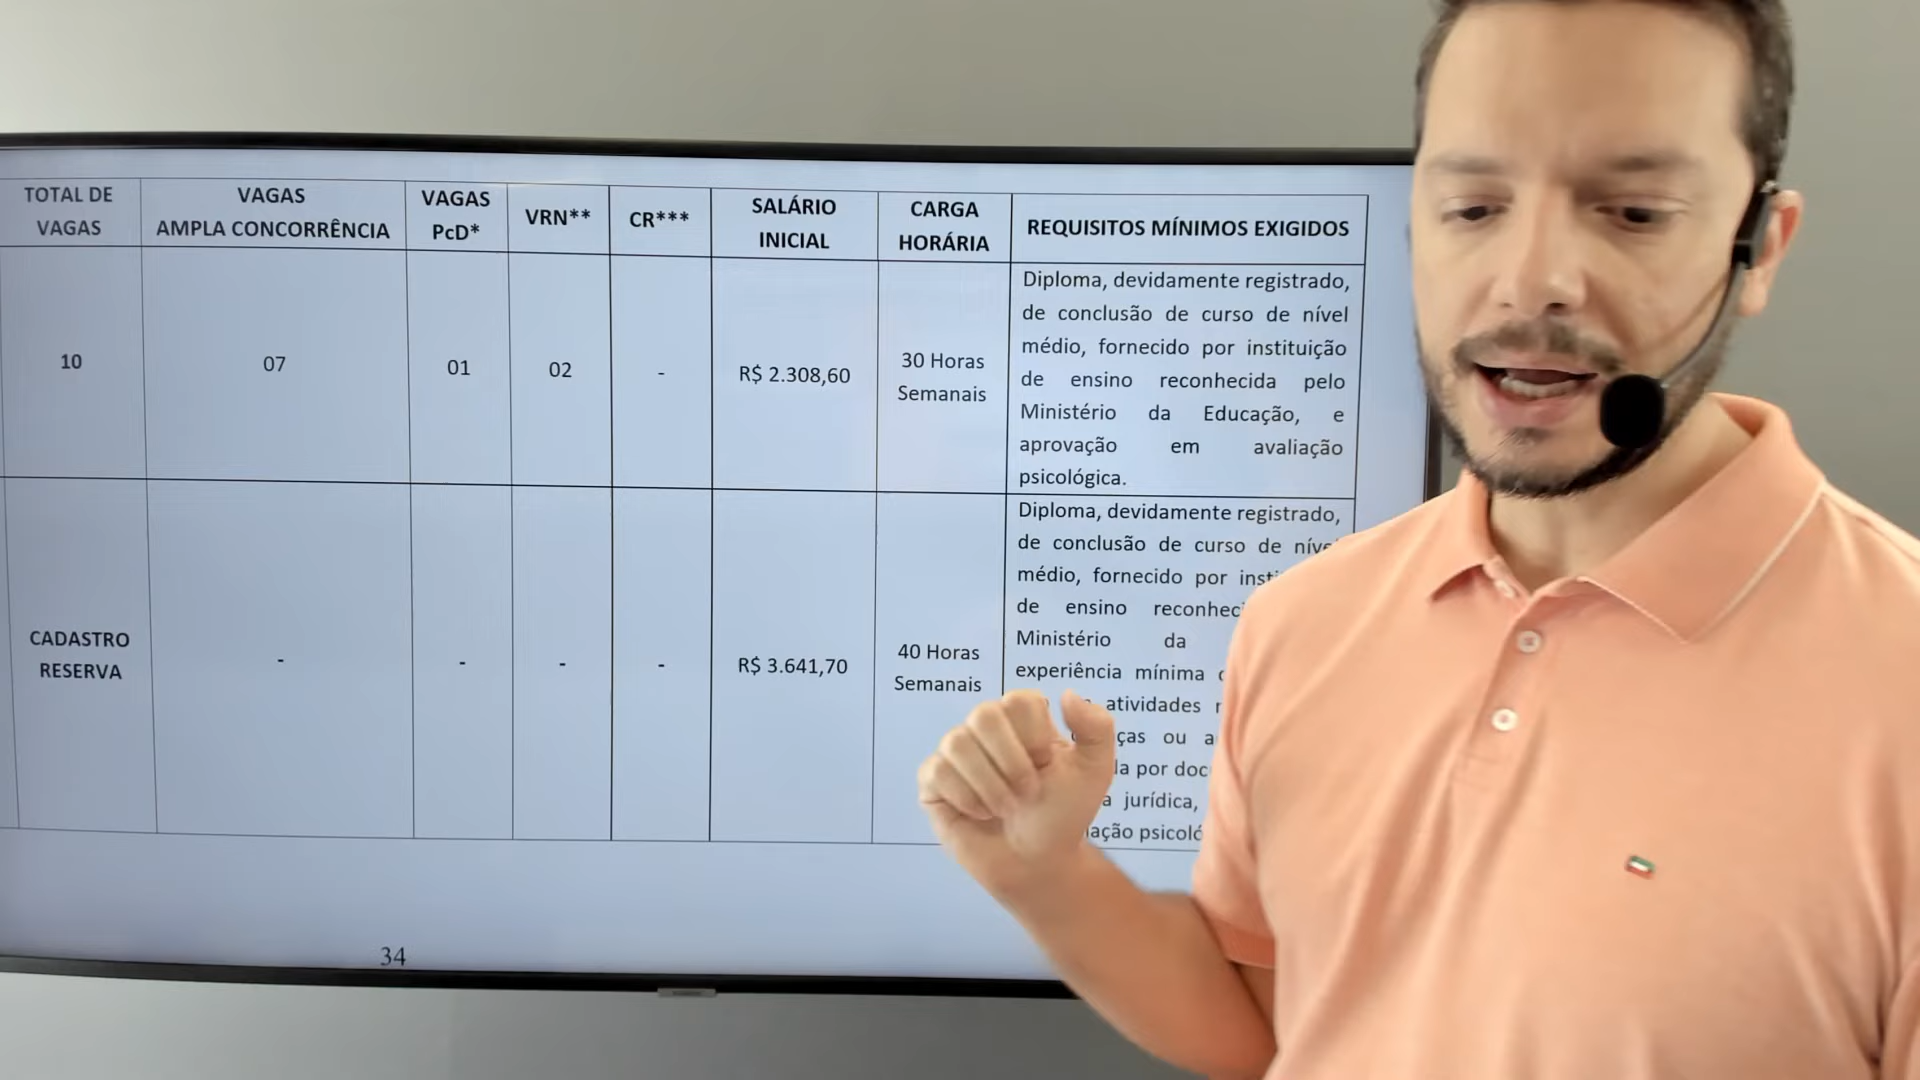 TOTAL DE
VAGAS
VAGAS
AMPLA CONCORRÊNCIA
VAGAS
PcD*
VRN**
CR***
SALÁRIO
INICIAL
CARGA
HORÁRIA
REQUISITOS MÍNIMOS EXIGIDOS
10
07
01
02
-
R$ 2.308,60
30 Horas
Semanais
Diploma, devidamente registrado,
de conclusão de curso de nível
médio, fornecido por instituição
de ensino reconhecida pelo
Ministério da Educação, e
aprovação em avaliação
psicológica.
CADASTRO
RESERVA
-
-
-
-
R$ 3.641,70
40 Horas
Semanais
Diploma, devidamente registrado,
de conclusão de curso de
médio, fornecido por
de ensino
Ministério da
experiência mínima
atividades
ou
por
jurídica,
34